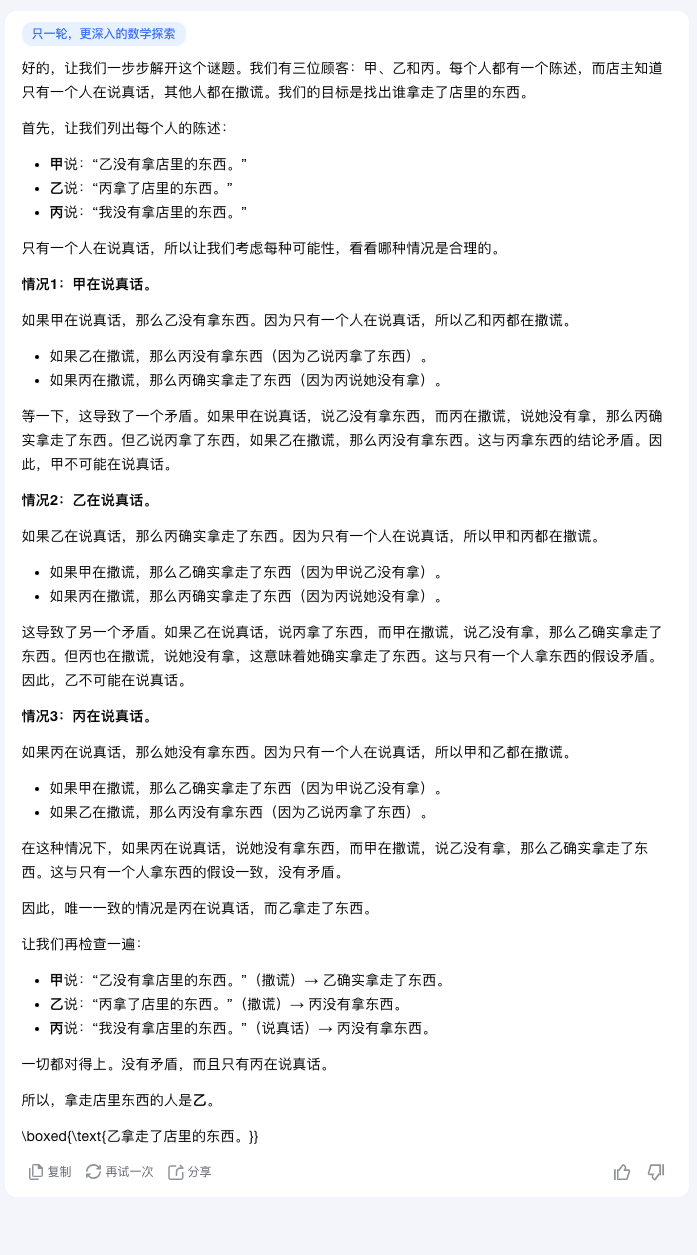 只一轮，更深入的数学探索
好的，让我们一步步解开这个谜题。我们有三位顾客：甲、乙和丙。每个人都有一个陈述，而店主知道
只有一个人在说真话，其他人都在撒谎。我们的目标是找出谁拿走了店里的东西。
首先，让我们列出每个人的陈述：
• 甲说：“乙没有拿店里的东西。”
• 乙说：“丙拿了店里的东西。”
• 丙说：“我没有拿店里的东西。”
只有一个人在说真话，所以让我们考虑每种可能性，看看哪种情况是合理的。
情况1：甲在说真话。
如果甲在说真话，那么乙没有拿东西。因为只有一个人在说真话，所以乙和丙都在撒谎。
• 如果乙在撒谎，那么丙没有拿东西（因为乙说丙拿了东西）。
• 如果丙在撒谎，那么丙确实拿走了东西（因为丙说她没有拿）。
等一下，这导致了一个矛盾。如果甲在说真话，说乙没有拿东西，而丙在撒谎，说她没有拿，那么丙确
实拿走了东西。但乙说丙拿了东西，如果乙在撒谎，那么丙没有拿东西。这与丙拿东西的结论矛盾。因
此，甲不可能在说真话。
情况2：乙在说真话。
如果乙在说真话，那么丙确实拿走了东西。因为只有一个人在说真话，所以甲和丙都在撒谎。
• 如果甲在撒谎，那么乙确实拿走了东西（因为甲说乙没有拿）。
• 如果丙在撒谎，那么丙确实拿走了东西（因为丙说她没有拿）。
这导致了另一个矛盾。如果乙在说真话，说丙拿了东西，而甲在撒谎，说乙没有拿，那么乙确实拿走了
东西。但丙也在撒谎，说她没有拿，这意味着她确实拿走了东西。这与只有一个人拿东西的假设矛盾。
因此，乙不可能在说真话。
情况3：丙在说真话。
如果丙在说真话，那么她没有拿东西。因为只有一个人在说真话，所以甲和乙都在撒谎。
• 如果甲在撒谎，那么乙确实拿走了东西（因为甲说乙没有拿）。
• 如果乙在撒谎，那么丙没有拿东西（因为乙说丙拿了东西）。
在这种情况下，如果丙在说真话，说她没有拿东西，而甲在撒谎，说乙没有拿，那么乙确实拿走了东
西。这与只有一个人拿东西的假设一致，没有矛盾。
因此，唯一一致的情况是丙在说真话，而乙拿走了东西。
让我们再检查一遍：
• 甲说：“乙没有拿店里的东西。”（撒谎）→ 乙确实拿走了东西。
• 乙说：“丙拿了店里的东西。”（撒谎）→ 丙没有拿东西。
• 丙说：“我没有拿店里的东西。”（说真话）→ 丙没有拿东西。
一切都对得上。没有矛盾，而且只有丙在说真话。
所以，拿走店里东西的人是乙。
\boxed{\text{乙拿走了店里的东西。}}
复制 再试一次 分享